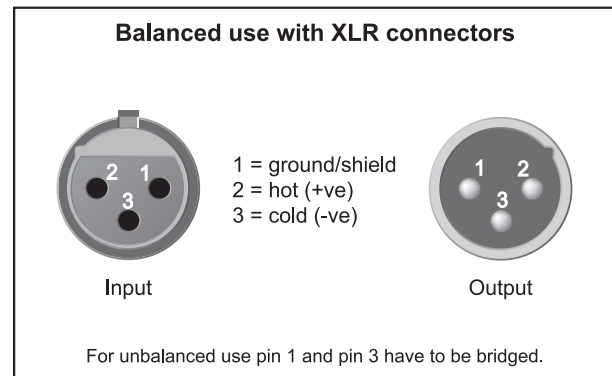 Balanced use with XLR connectors
2 1
3
1 = ground/shield
2 = hot (+ve)
3 = cold (-ve)
1 2
3
Input
Output
For unbalanced use pin 1 and pin 3 have to be bridged.